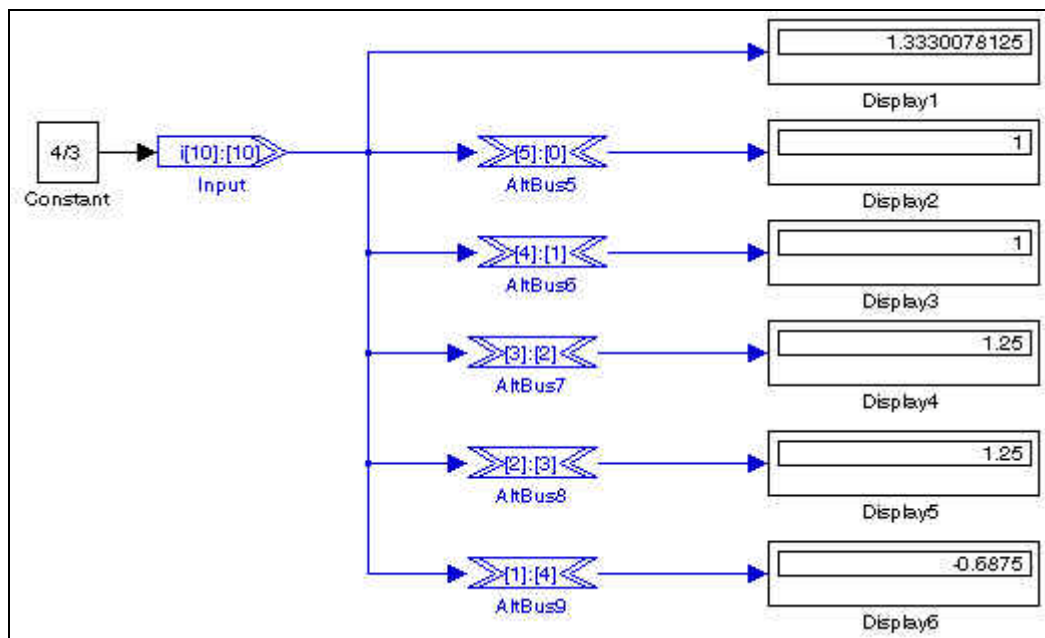 1.3330078125
Display1
4/3
Constant
i[10]:[10]
Input
[5]:[0]
AltBus5
1
Display2
[4]:[1]
AltBus6
1
Display3
[3]:[2]
AltBus7
1.25
Display4
[2]:[3]
AltBus8
1.25
Display5
[1]:[4]
AltBus9
-0.6875
Display6